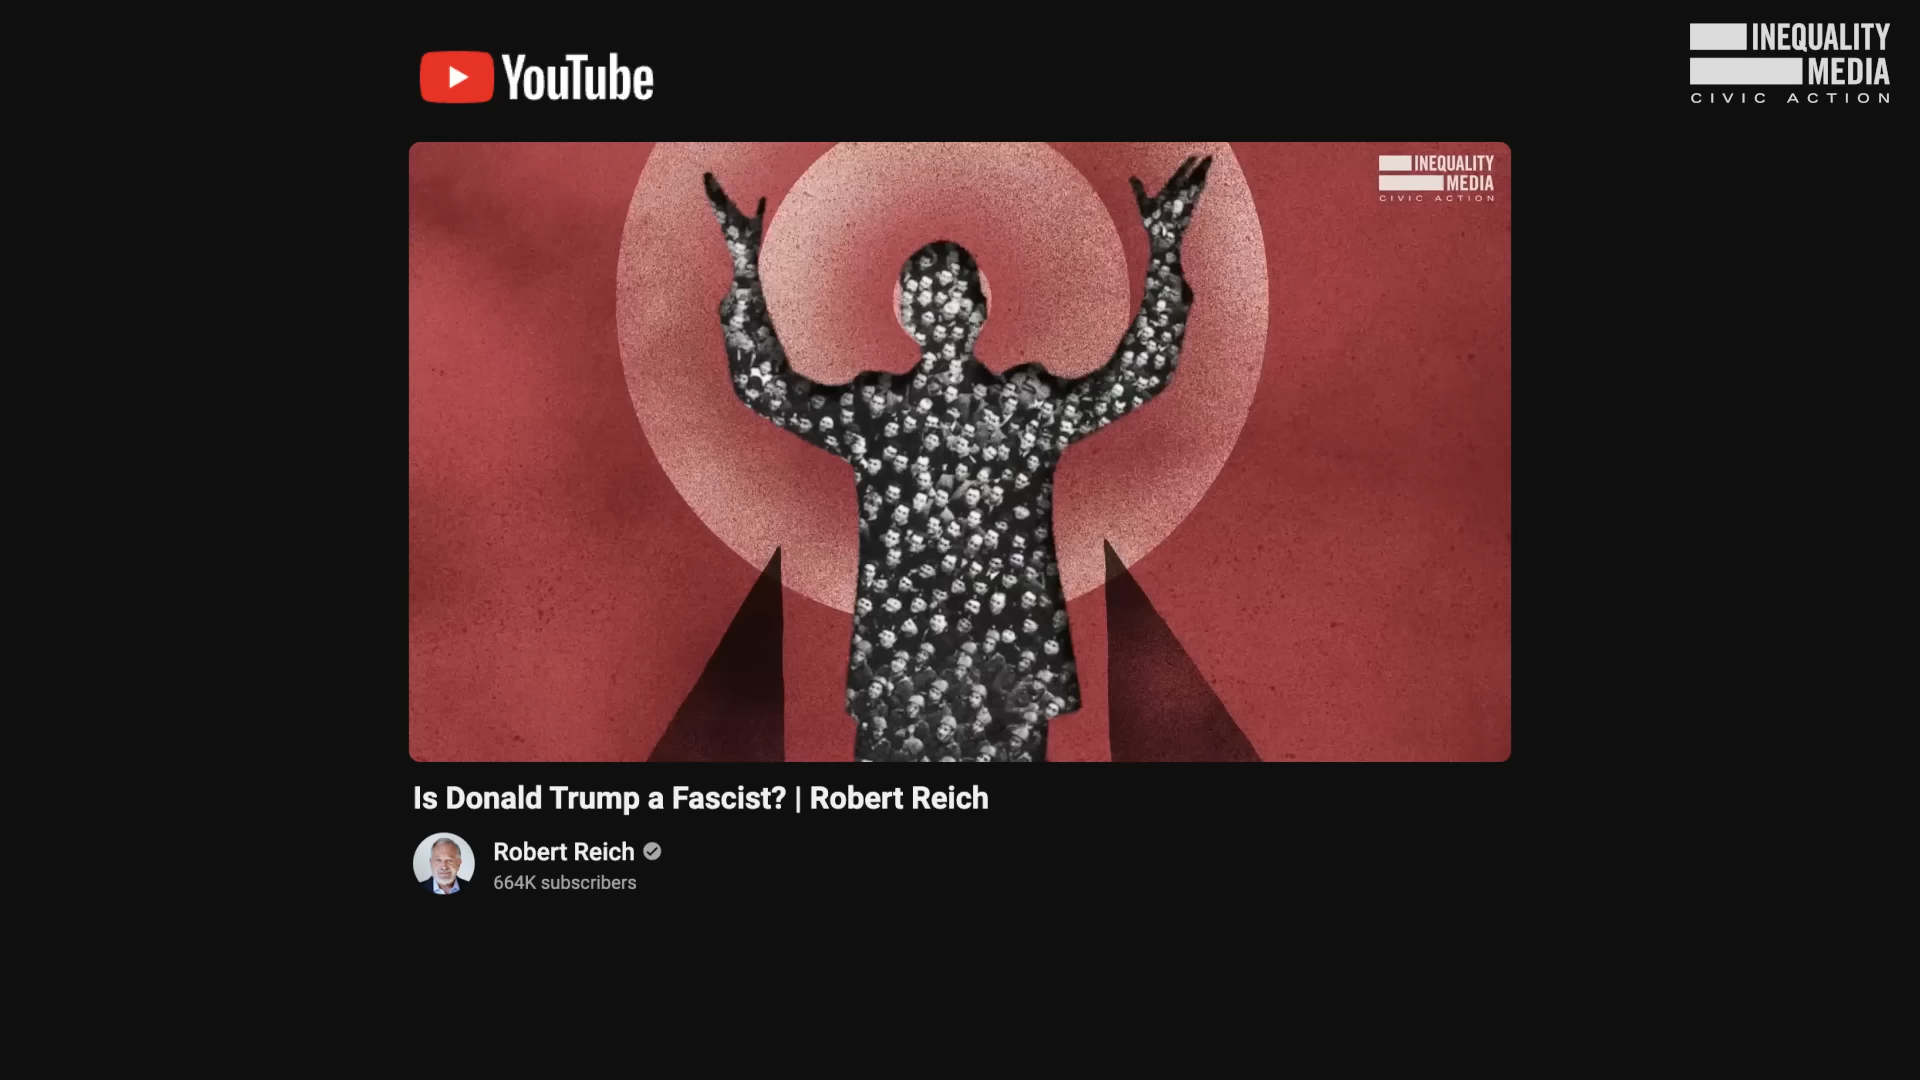 YouTube
INEQUALITY
MEDIA
CIVIC ACTION
INEQUALITY
MEDIA
CIVIC ACTION
Is Donald Trump a Fascist? | Robert Reich
Robert Reich
664K subscribers